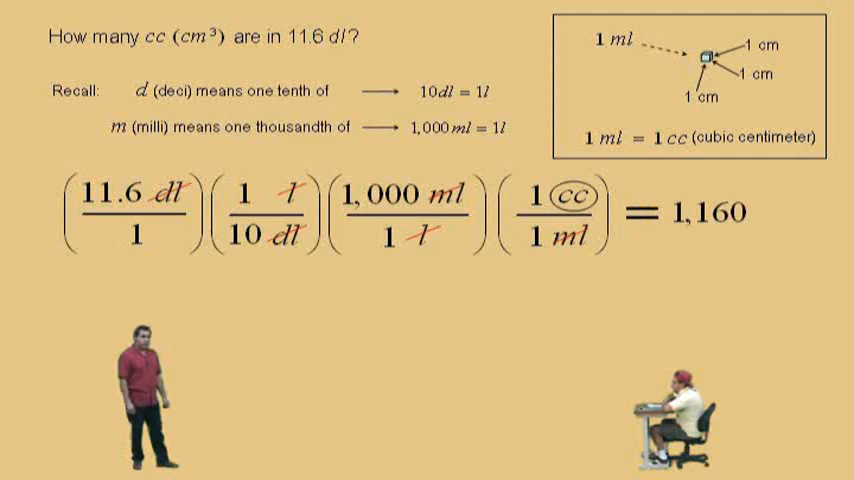 How many cc (cm³) are in 11.6 dl?
1 ml
1 cm
1 cm
1 cm
1 ml = 1 cc (cubic centimeter)
Recall: d (deci) means one tenth of → 10dl = 1l
m (milli) means one thousandth of → 1,000 ml = 1l
(11.6 dl / 1) (1 l / 10 dl) (1,000 ml / 1 l) (1 cc / 1 ml) = 1,160